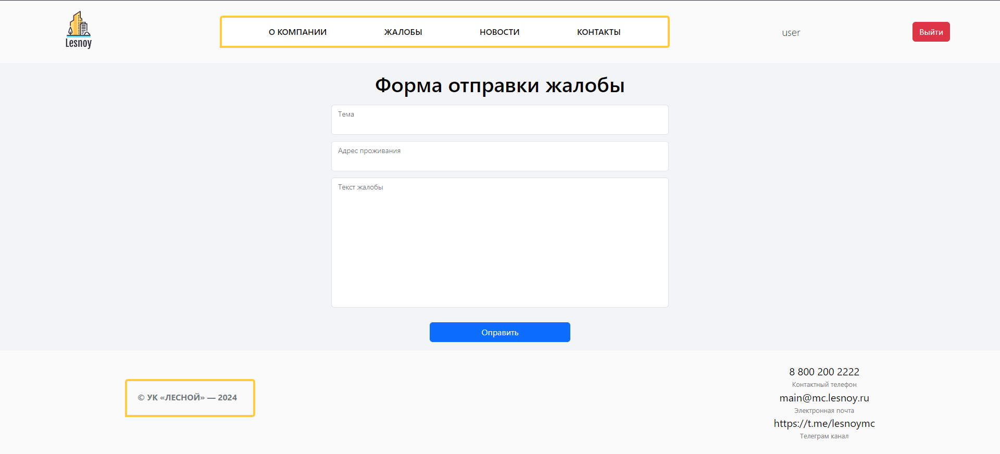 Lesnoy
О КОМПАНИИ ЖАЛОБЫ НОВОСТИ КОНТАКТЫ
user
Выйти
Форма отправки жалобы
Тема
Адрес проживания
Текст жалобы
Оправить
© УК «ЛЕСНОЙ» — 2024
8 800 200 2222
Контактный телефон
main@mc.lesnoy.ru
Электронная почта
https://t.me/lesnoymc
Телеграм канал